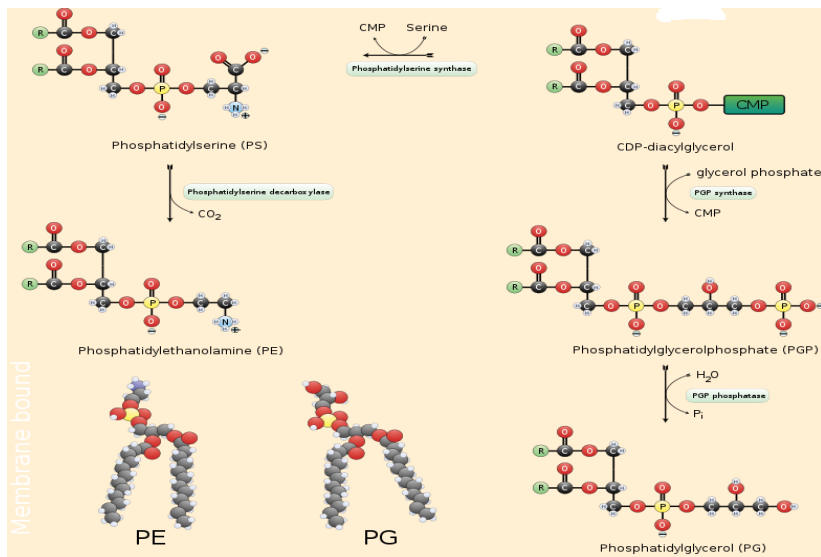 CMP Serine
Phosphatidylserine synthase
CMP
Phosphatidylserine (PS)
CDP-diacylglycerol
Phosphatidylserine decarboxylase
CO2
glycerol phosphate
PGP synthase
CMP
Phosphatidylethanolamine (PE)
Phosphatidylglycerolphosphate (PGP)
H2O
PGP phosphatase
Pi
Membrane bound
PE
PG
Phosphatidylglycerol (PG)